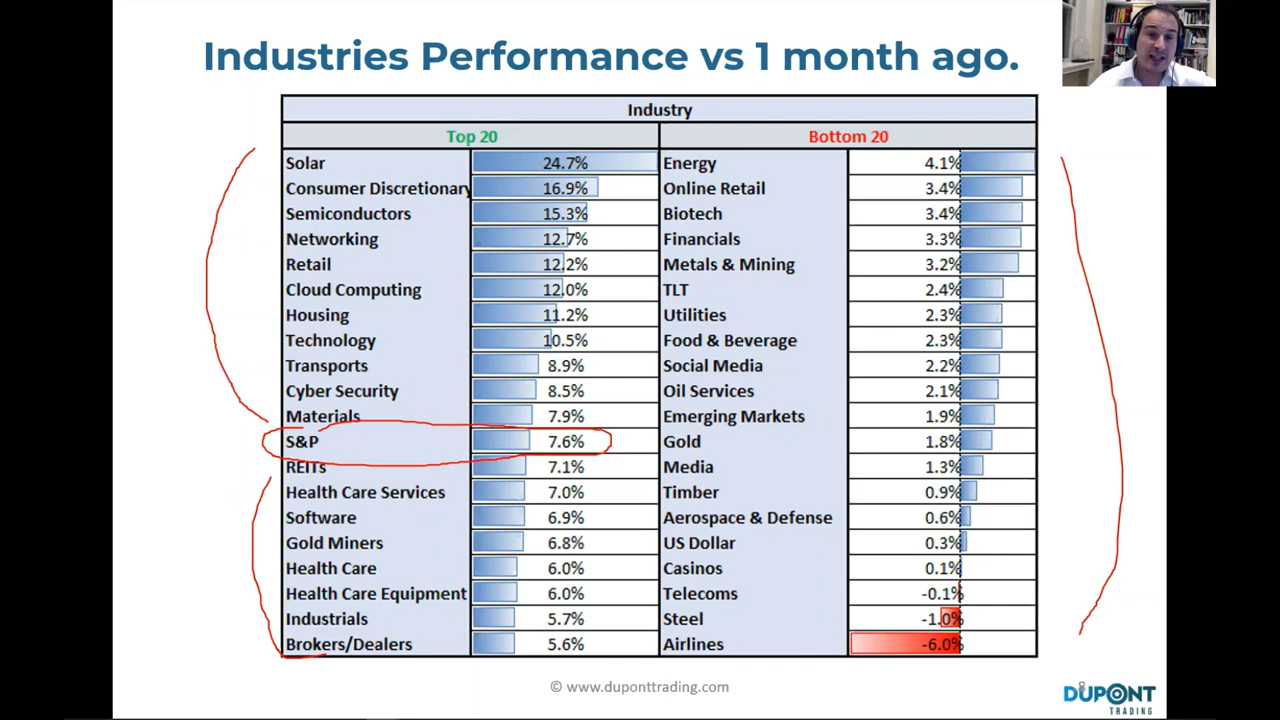 Industries Performance vs 1 month ago.
Industry
Top 20 Bottom 20
Solar 24.7% Energy 4.1%
Consumer Discretionary 16.9% Online Retail 3.4%
Semiconductors 15.3% Biotech 3.4%
Networking 12.7% Financials 3.3%
Retail 12.2% Metals & Mining 3.2%
Cloud Computing 12.0% TLT 2.4%
Housing 11.2% Utilities 2.3%
Technology 10.5% Food & Beverage 2.3%
Transports 8.9% Social Media 2.2%
Cyber Security 8.5% Oil Services 2.1%
Materials 7.9% Emerging Markets 1.9%
S&P 7.6% Gold 1.8%
REITs 7.1% Media 1.3%
Health Care Services 7.0% Timber 0.9%
Software 6.9% Aerospace & Defense 0.6%
Gold Miners 6.8% US Dollar 0.3%
Health Care 6.0% Casinos 0.1%
Health Care Equipment 6.0% Telecoms -0.1%
Industrials 5.7% Steel -1.0%
Brokers/Dealers 5.6% Airlines -6.0%
© www.duponttrading.com
DUPONT
TRADING